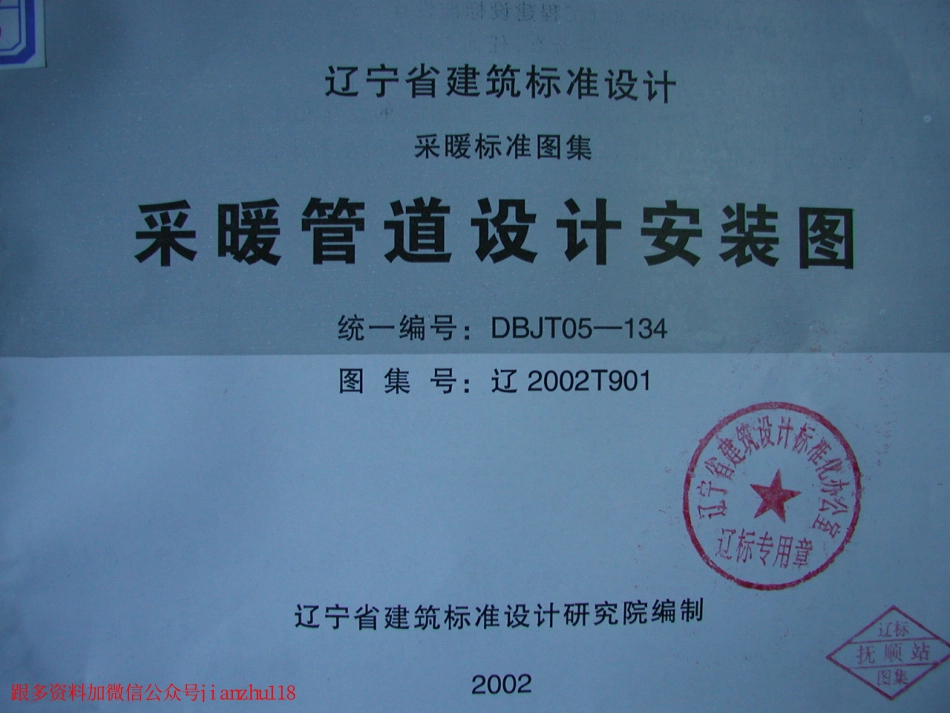 辽宁省建筑标准设计
采暖标准图集
采暖管道设计安装图
统一编号：DBJT05—134
图 集 号：辽 2002T901
辽宁省建筑设计标准化办公室
辽标专用章
辽宁省建筑标准设计研究院编制
辽标
抚顺站
图集
2002
跟多资料加微信公众号jianzhu118